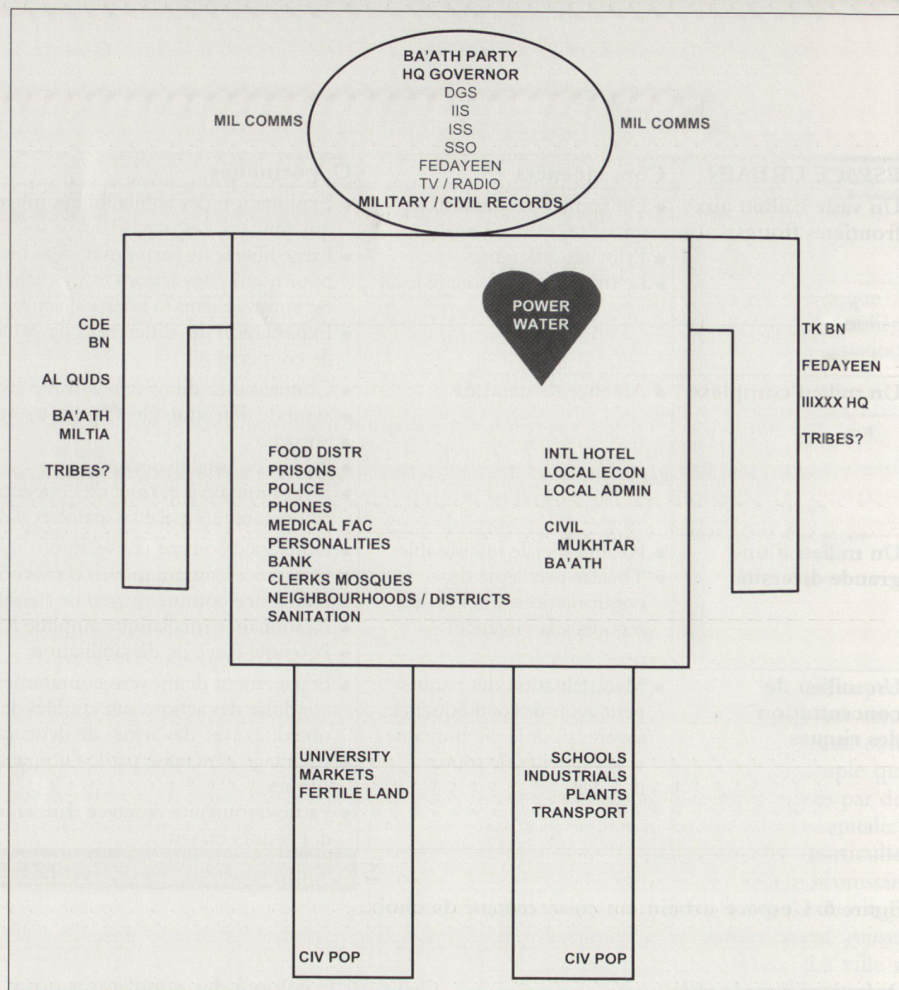 BA'ATH PARTY
HQ GOVERNOR
DGS
IIS
ISS
SSO
FEDAYEEN
TV / RADIO
MILITARY / CIVIL RECORDS
MIL COMMS
MIL COMMS
POWER
WATER
CDE
BN
AL QUDS
BA'ATH
MILTIA
TRIBES?
TK BN
FEDAYEEN
IIIXXX HQ
TRIBES?
FOOD DISTR
PRISONS
POLICE
PHONES
MEDICAL FAC
PERSONALITIES
BANK
CLERKS MOSQUES
NEIGHBOURHOODS / DISTRICTS
SANITATION
INTL HOTEL
LOCAL ECON
LOCAL ADMIN
CIVIL
MUKHTARS
BA'ATH
UNIVERSITY
MARKETS
FERTILE LAND
SCHOOLS
INDUSTRIALS
PLANTS
TRANSPORT
CIV POP
CIV POP